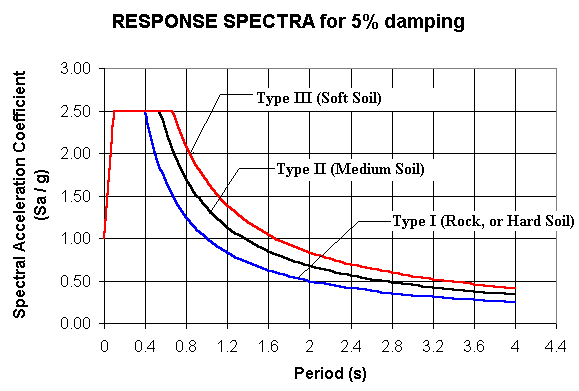 RESPONSE SPECTRA for 5% damping
Spectral Acceleration Coefficient
(Sa / g)
3.00
2.50
2.00
1.50
1.00
0.50
0.00
Type III (Soft Soil)
Type II (Medium Soil)
Type I (Rock, or Hard Soil)
0 0.4 0.8 1.2 1.6 2 2.4 2.8 3.2 3.6 4 4.4
Period (s)